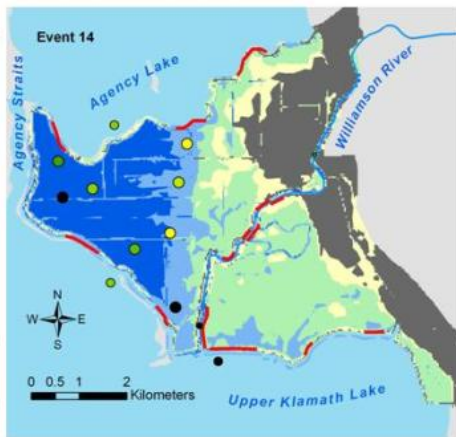 Event 14
Agency Lake
Agency Straits
Williamson River
N
W E
S
0 0.5 1 2
Kilometers
Upper Klamath Lake